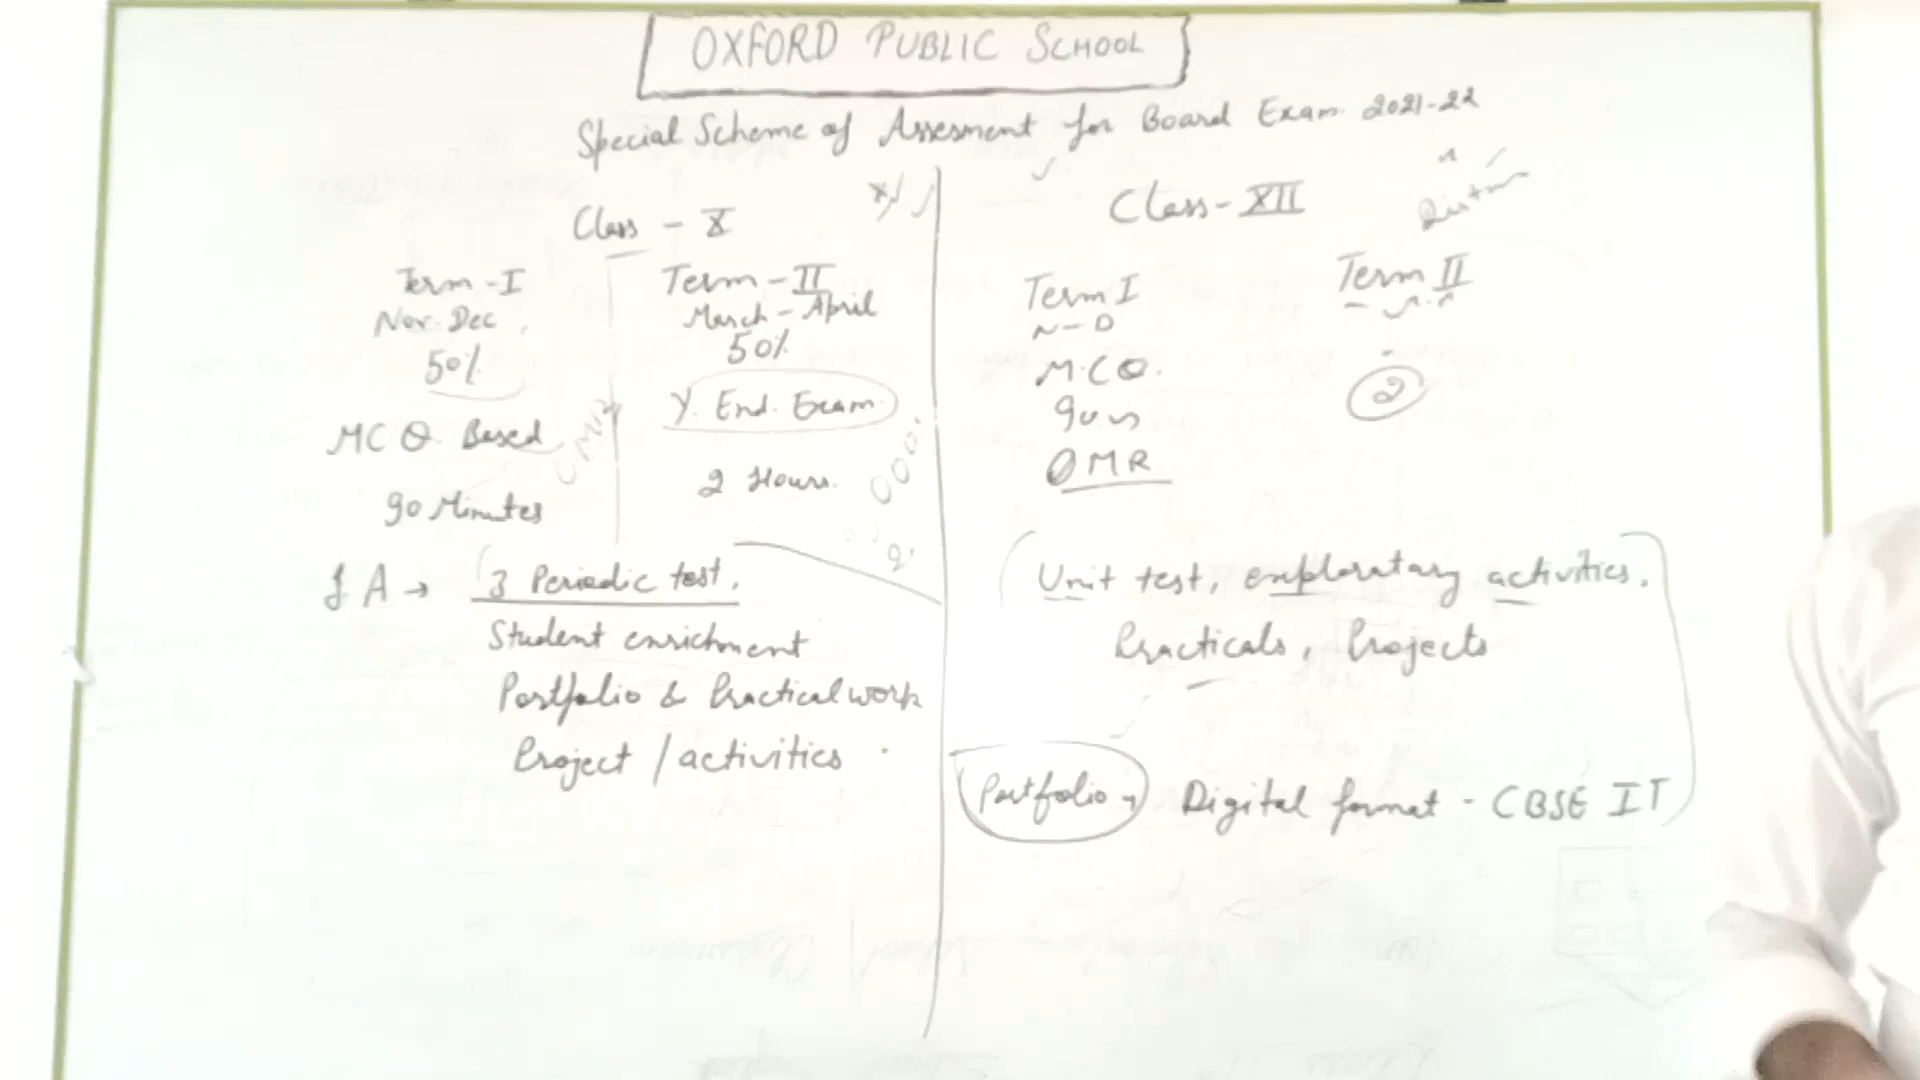 OXFORD PUBLIC SCHOOL
Special Scheme of Assesment for Board Exam 2021-22
Class - X
Term - I
Nov. Dec
50%
MCQ Based
90 Minutes
Term - II
March - April
50%
Y. End. Exam
2 Hours.
OMR
I A → 3 Periodic test,
Student enrichment
Portfolio & Practical work
Project / activities
Class - XII
Term I
N - D
M.C.Q.
90
OMR
Term II
2
Unit test, exploratary activities,
Practicals, Projects
Portfolio → Digital format - CBSE IT